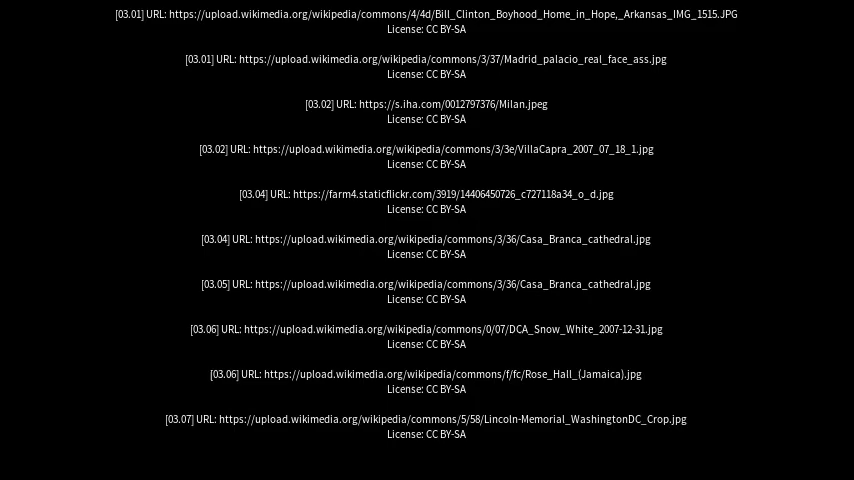 [03.01] URL: https://upload.wikimedia.org/wikipedia/commons/4/4d/Bill_Clinton_Boyhood_Home_in_Hope,_Arkansas_IMG_1515.JPG
License: CC BY-SA
[03.01] URL: https://upload.wikimedia.org/wikipedia/commons/3/37/Madrid_palacio_real_face_ass.jpg
License: CC BY-SA
[03.02] URL: https://s.iha.com/0012797376/Milan.jpeg
License: CC BY-SA
[03.02] URL: https://upload.wikimedia.org/wikipedia/commons/3/3e/VillaCapra_2007_07_18_1.jpg
License: CC BY-SA
[03.04] URL: https://farm4.staticflickr.com/3919/14406450726_c727118a34_o_d.jpg
License: CC BY-SA
[03.04] URL: https://upload.wikimedia.org/wikipedia/commons/3/36/Casa_Branca_cathedral.jpg
License: CC BY-SA
[03.05] URL: https://upload.wikimedia.org/wikipedia/commons/3/36/Casa_Branca_cathedral.jpg
License: CC BY-SA
[03.06] URL: https://upload.wikimedia.org/wikipedia/commons/0/07/DCA_Snow_White_2007-12-31.jpg
License: CC BY-SA
[03.06] URL: https://upload.wikimedia.org/wikipedia/commons/f/fc/Rose_Hall_(Jamaica).jpg
License: CC BY-SA
[03.07] URL: https://upload.wikimedia.org/wikipedia/commons/5/58/Lincoln-Memorial_WashingtonDC_Crop.jpg
License: CC BY-SA